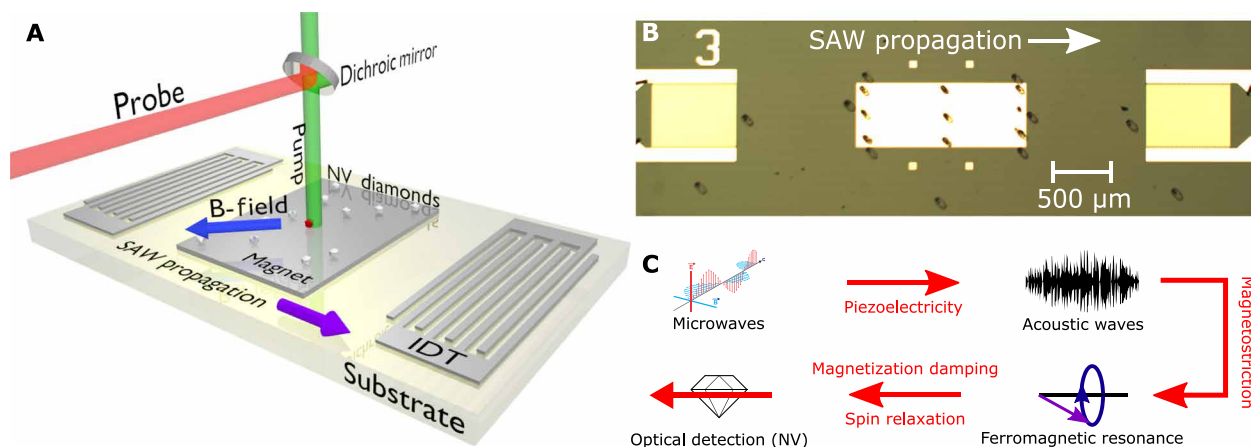 A
Probe
Dichroic mirror
Pump
NV diamonds
B-field
Magnet
SAW propagation
IDT
Substrate
B
3
SAW propagation
500 µm
C
Microwaves
Piezoelectricity
Acoustic waves
Magnetostriction
Ferromagnetic resonance
Magnetization damping
Spin relaxation
Optical detection (NV)